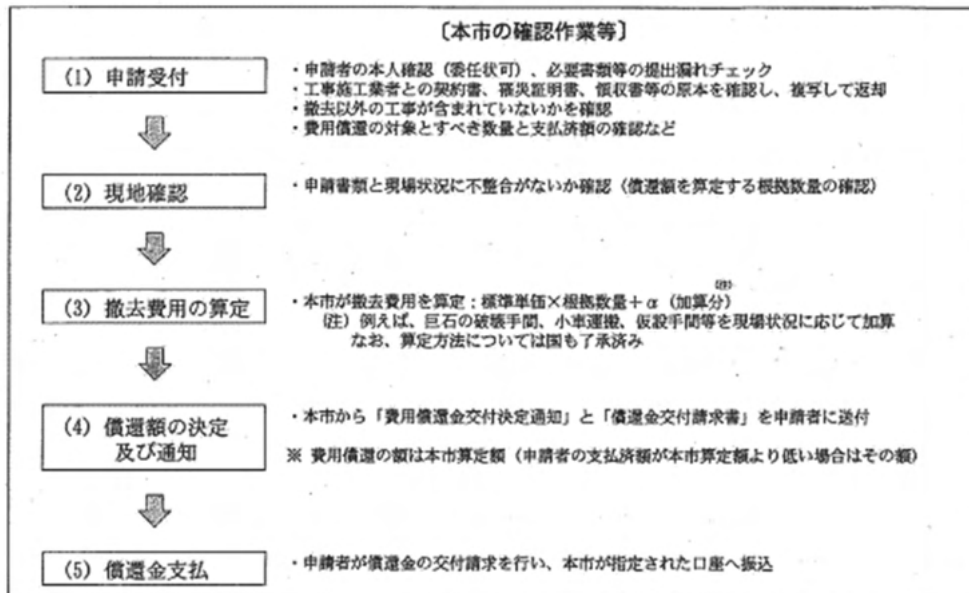 〔本市の確認作業等〕
(1) 申請受付
・申請者の本人確認（委任状可）、必要書類等の提出漏れチェック
・工事施工業者との契約書、罹災証明書、領収書等の原本を確認し、複写して返却
・撤去以外の工事が含まれていないかを確認
・費用償還の対象とすべき数量と支払済額の確認など
(2) 現地確認
・申請書類と現場状況に不整合がないか確認（償還額を算定する根拠数量の確認）
(3) 撤去費用の算定
・本市が撤去費用を算定：標準単価×根拠数量＋α（加算分）(注)
(注) 例えば、巨石の破壊手間、小車運搬、仮設手間等を現場状況に応じて加算
なお、算定方法については国も了承済み
(4) 償還額の決定
及び通知
・本市から「費用償還金交付決定通知」と「償還金交付請求書」を申請者に送付
※ 費用償還の額は本市算定額（申請者の支払済額が本市算定額より低い場合はその額）
(5) 償還金支払
・申請者が償還金の交付請求を行い、本市が指定された口座へ振込